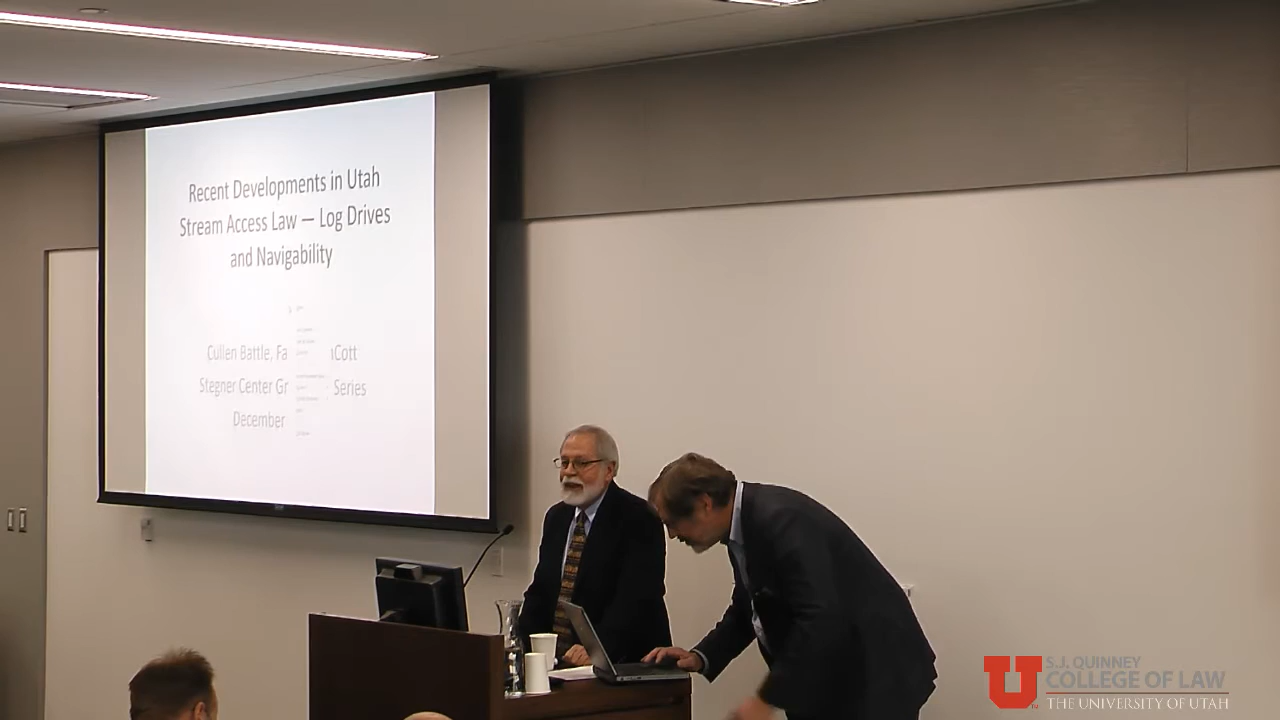 Recent Developments in Utah
Stream Access Law — Log Drives
and Navigability
Cullen Battle, Fa
Cott
Stegner Center Gr
Series
December
U
S.J. QUINNEY
COLLEGE OF LAW
THE UNIVERSITY OF UTAH